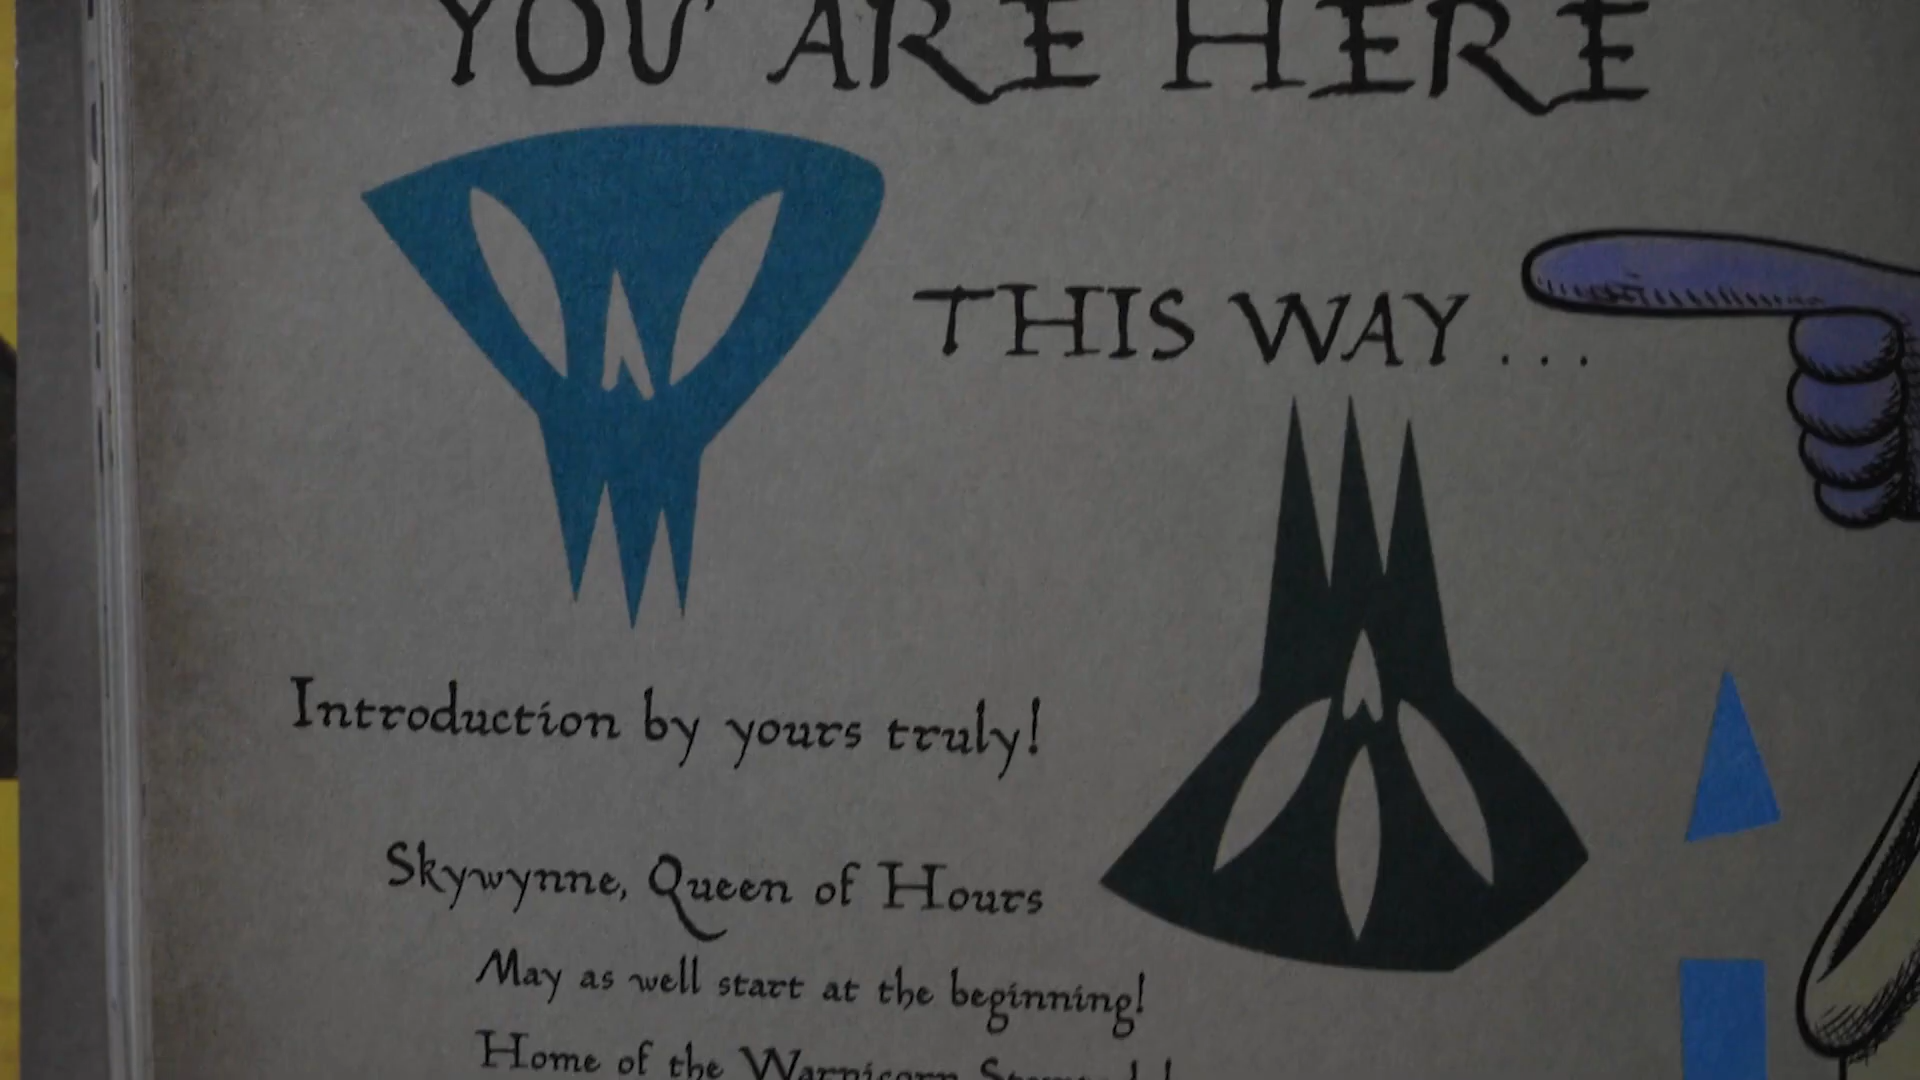 YOU ARE HERE
THIS WAY...
Introduction by yours truly!
Skywynne, Queen of Hours
May as well start at the beginning!
Home of the Warnicorn